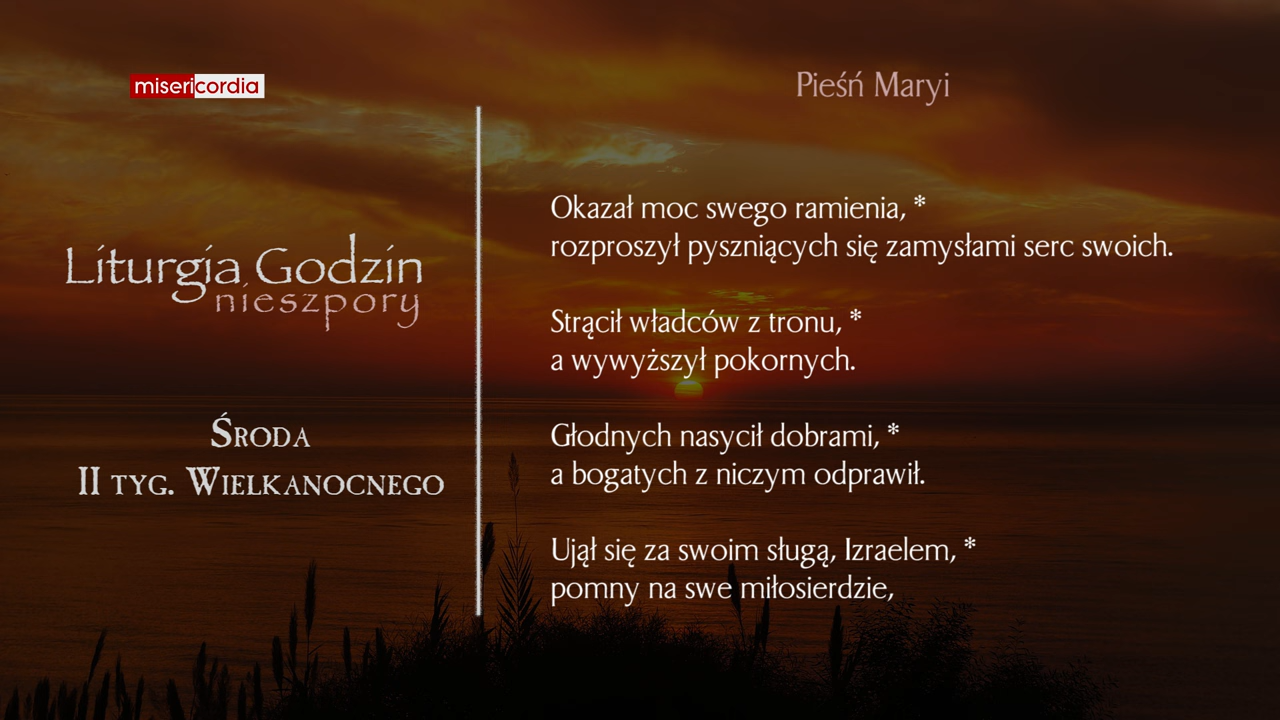 misericordia
Pieśń Maryi
Liturgia Godzin
nieszpory
Środa
II tyg. Wielkanocnego
Okazał moc swego ramienia, *
rozproszył pyszniących się zamysłami serc swoich.
Strącił władców z tronu, *
a wywyższył pokornych.
Głodnych nasycił dobrami, *
a bogatych z niczym odprawił.
Ujął się za swoim sługą, Izraelem, *
pomny na swe miłosierdzie,